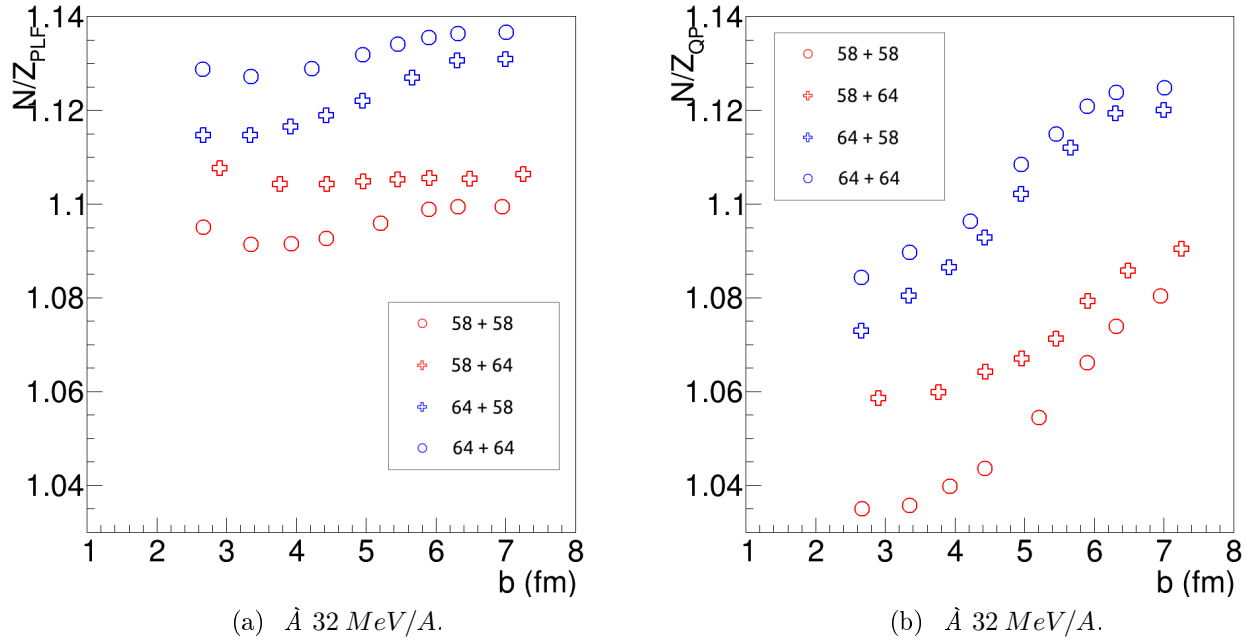 N/Z_PLF
1.14
1.12
1.1
1.08
1.06
1.04
58 + 58
58 + 64
64 + 58
64 + 64
1 2 3 4 5 6 7 8
b (fm)
(a) À 32 MeV/A.
N/Z_QP
1.14
1.12
1.1
1.08
1.06
1.04
58 + 58
58 + 64
64 + 58
64 + 64
1 2 3 4 5 6 7 8
b (fm)
(b) À 32 MeV/A.